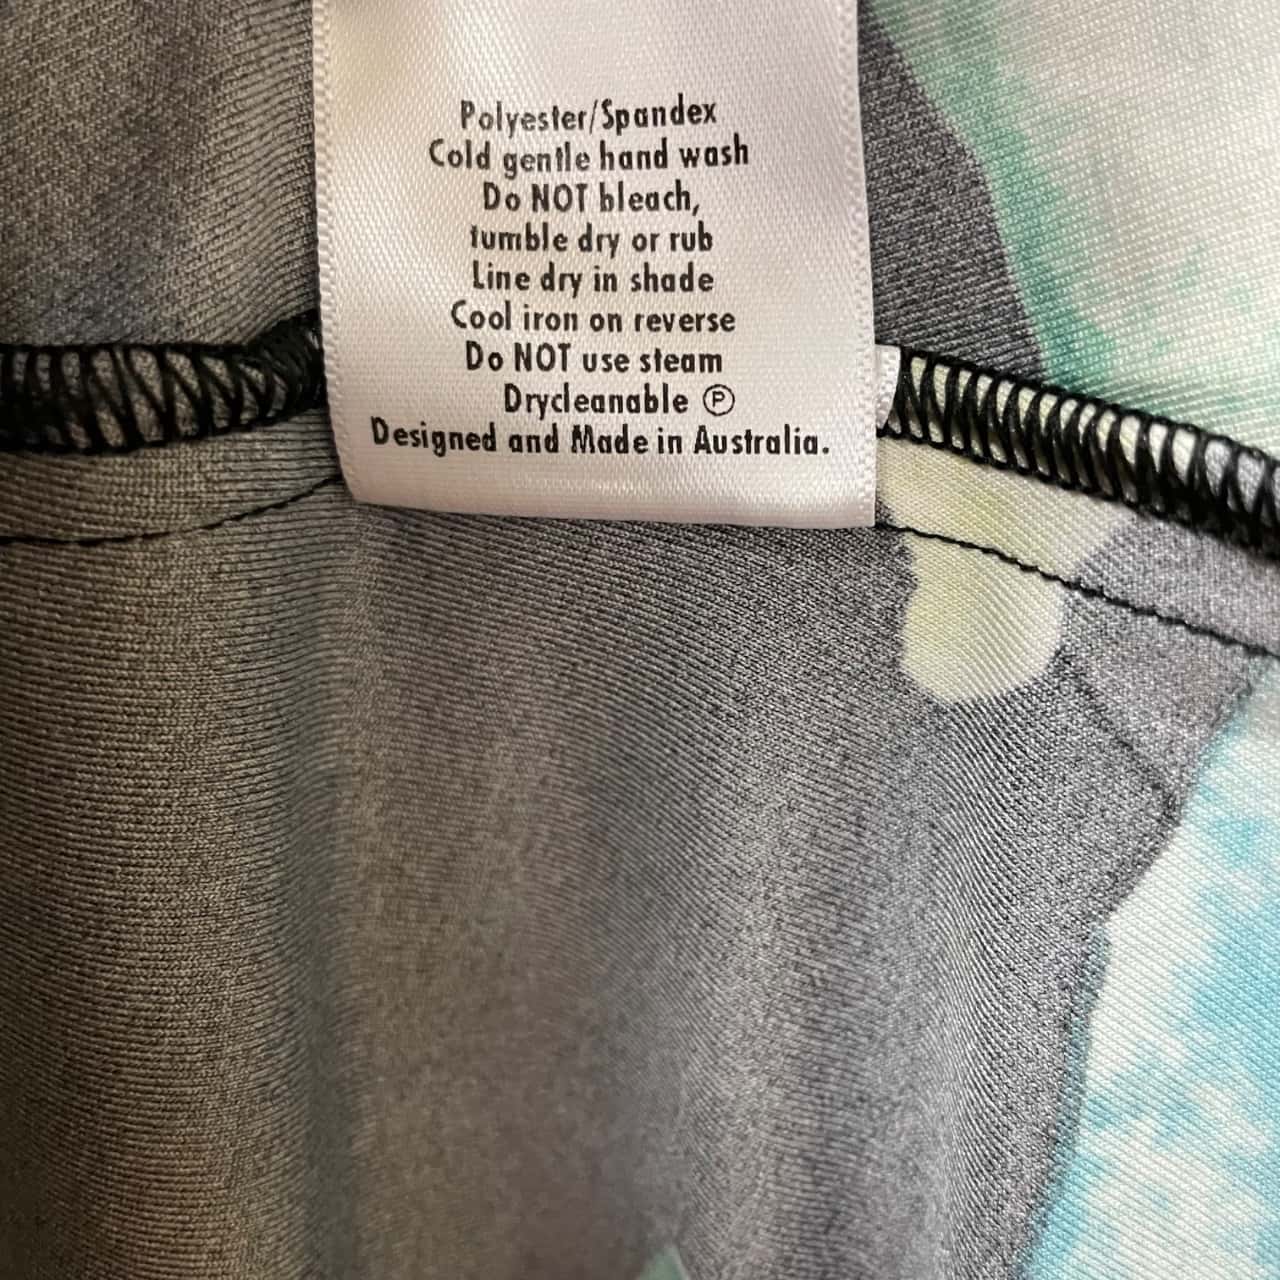 Polyester/Spandex
Cold gentle hand wash
Do NOT bleach,
tumble dry or rub
Line dry in shade
Cool iron on reverse
Do NOT use steam
Drycleanable Ⓟ
Designed and Made in Australia.